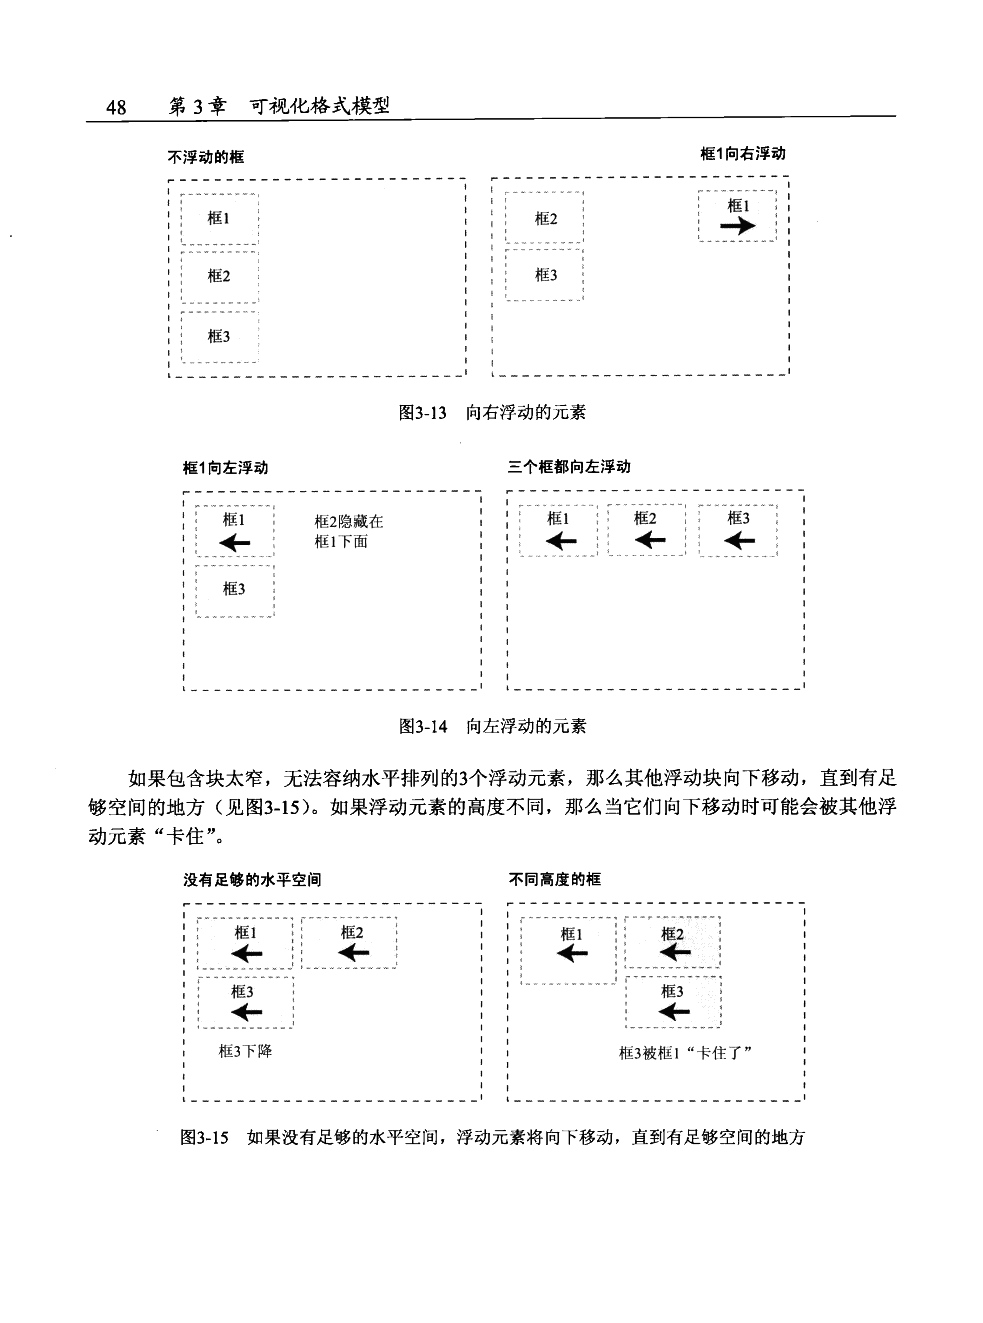 48 第3章 可视化格式模型
不浮动的框
框1
框2
框3
框1向右浮动
框2
框1
框3
图3-13 向右浮动的元素
框1向左浮动
框1
框2隐藏在
框1下面
框3
三个框都向左浮动
框1 框2 框3
图3-14 向左浮动的元素
如果包含块太窄，无法容纳水平排列的3个浮动元素，那么其他浮动块向下移动，直到有足
够空间的地方（见图3-15）。如果浮动元素的高度不同，那么当它们向下移动时可能会被其他浮
动元素“卡住”。
没有足够的水平空间
框1 框2
框3
框3下降
不同高度的框
框1 框2
框3
框3被框1“卡住了”
图3-15 如果没有足够的水平空间，浮动元素将向下移动，直到有足够空间的地方